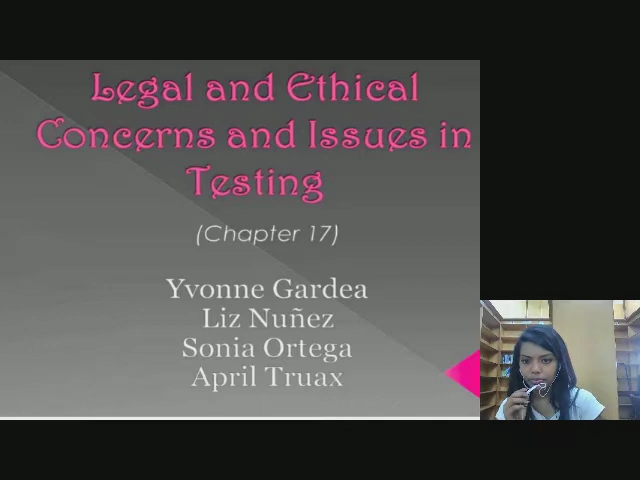 Legal and Ethical
Concerns and Issues in
Testing
(Chapter 17)
Yvonne Gardea
Liz Nuñez
Sonia Ortega
April Truax